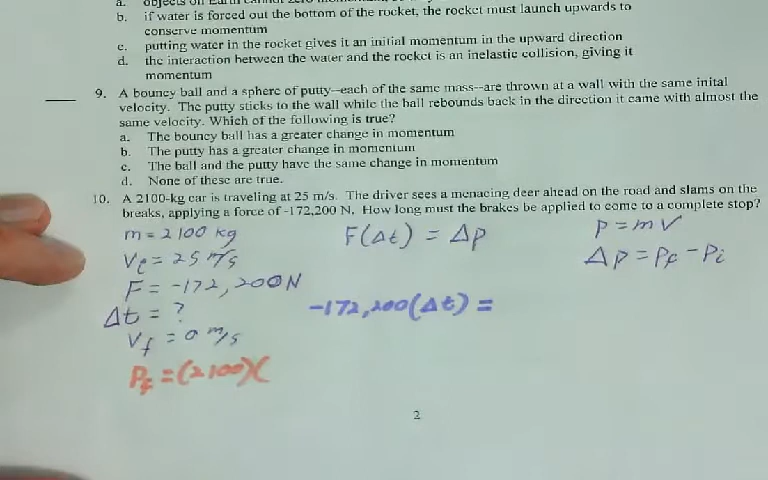 a. objects on Earth cannot zero
b. if water is forced out the bottom of the rocket, the rocket must launch upwards to
conserve momentum
c. putting water in the rocket gives it an initial momentum in the upward direction
d. the interaction between the water and the rocket is an inelastic collision, giving it
momentum
9. A bouncy ball and a sphere of putty--each of the same mass--are thrown at a wall with the same inital
velocity. The putty sticks to the wall while the ball rebounds back in the direction it came with almost the
same velocity. Which of the following is true?
a. The bouncy ball has a greater change in momentum
b. The putty has a greater change in momentum
c. The ball and the putty have the same change in momentum
d. None of these are true.
10. A 2100-kg car is traveling at 25 m/s. The driver sees a menacing deer ahead on the road and slams on the
breaks, applying a force of -172,200 N. How long must the brakes be applied to come to a complete stop?
m = 2100 kg F(Δt) = Δp p = mv
Vi = 25 m/s Δp = Pf - Pi
F = -172,200N
Δt = ? -172,200(Δt) =
Vf = 0 m/s
Pf = (2100)(
2